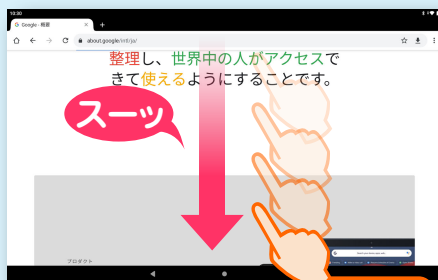 10:20
Google - 概要
about.google/intl/ja/
整理し、世界中の人がアクセスで
きて使えるようにすることです。
スーッ
プロダクト